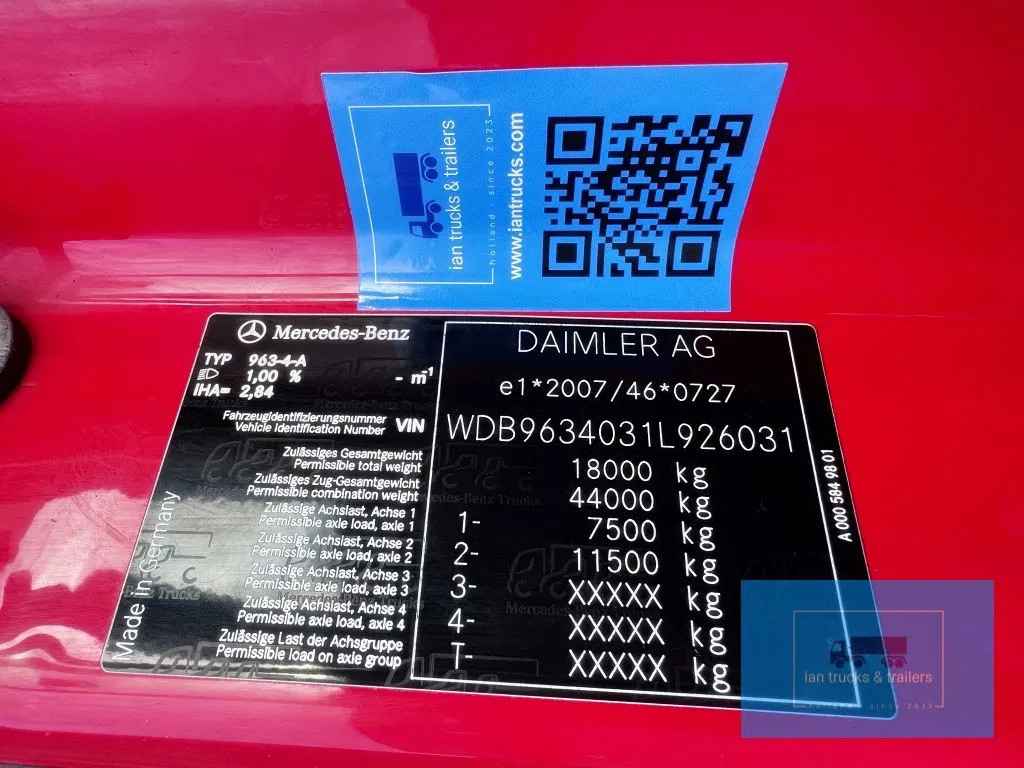 ian trucks & trailers
holland · since 2023
www.iantrucks.com
Mercedes-Benz
TYP 963-4-A
1,00 % - m-1
IHA= 2,84
DAIMLER AG
e1*2007/46*0727
Fahrzeugidentifizierungsnummer
Vehicle Identification Number VIN
WDB9634031L926031
Zulässiges Gesamtgewicht
Permissible total weight
18000 kg
Zulässiges Zug-Gesamtgewicht
Permissible combination weight
44000 kg
Zulässige Achslast, Achse 1
Permissible axle load, axle 1
1- 7500 kg
Zulässige Achslast, Achse 2
Permissible axle load, axle 2
2- 11500 kg
Zulässige Achslast, Achse 3
Permissible axle load, axle 3
3- XXXXX kg
Zulässige Achslast, Achse 4
Permissible axle load, axle 4
4- XXXXX kg
Zulässige Last der Achsgruppe
Permissible load on axle group
T- XXXXX kg
Made in Germany
A 000 584 98 01
Mercedes-Benz Trucks
ian trucks & trailers
holland · since 2023